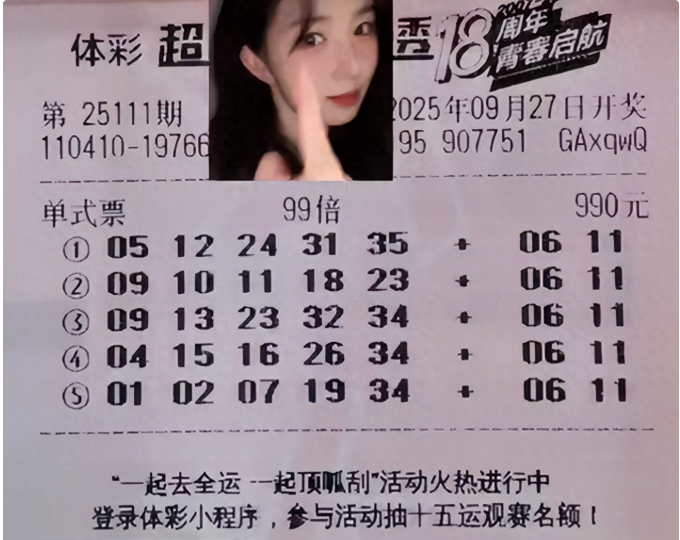 体彩 超 秀 18 2007-2025 周年 青春启航
第 25111期 2025年09月27日开奖
110410-19766 95 907751 GAxqwQ
单式票 99倍 990元
① 05 12 24 31 35 + 06 11
② 09 10 11 18 23 + 06 11
③ 09 13 23 32 34 + 06 11
④ 04 15 16 26 34 + 06 11
⑤ 01 02 07 19 34 + 06 11
“一起去全运 一起顶呱刮”活动火热进行中
登录体彩小程序，参与活动抽十五运观赛名额！